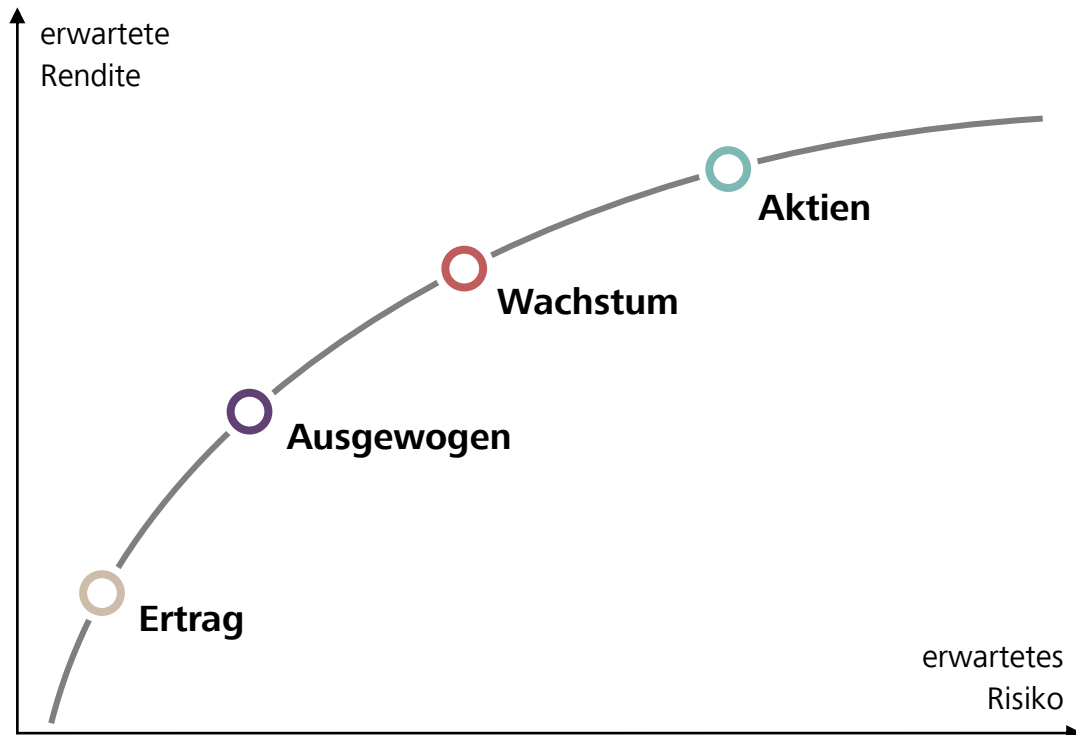 erwartete
Rendite
Aktien
Wachstum
Ausgewogen
Ertrag
erwartetes
Risiko